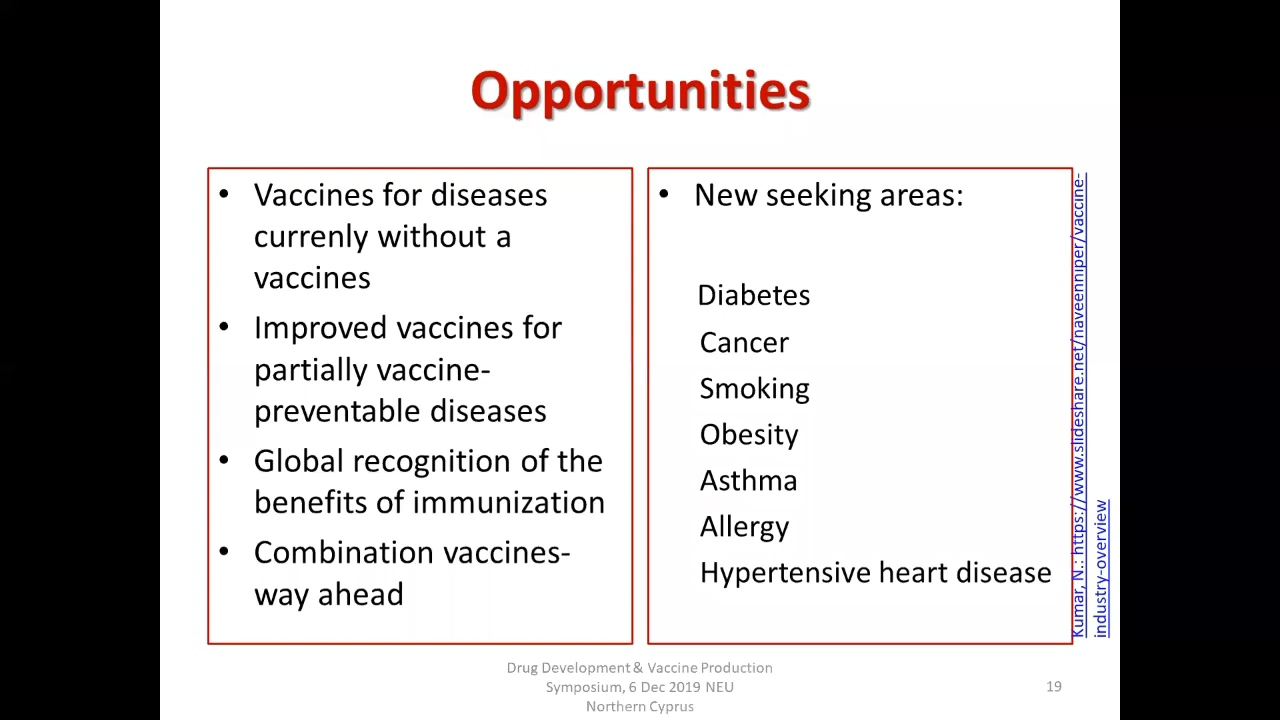 Opportunities
• Vaccines for diseases
currenly without a
vaccines
• Improved vaccines for
partially vaccine-
preventable diseases
• Global recognition of the
benefits of immunization
• Combination vaccines-
way ahead
• New seeking areas:
Diabetes
Cancer
Smoking
Obesity
Asthma
Allergy
Hypertensive heart disease
Kumar, N.: https://www.slideshare.net/naveenniper/vaccine-
industry-overview
Drug Development & Vaccine Production
Symposium, 6 Dec 2019 NEU
Northern Cyprus
19